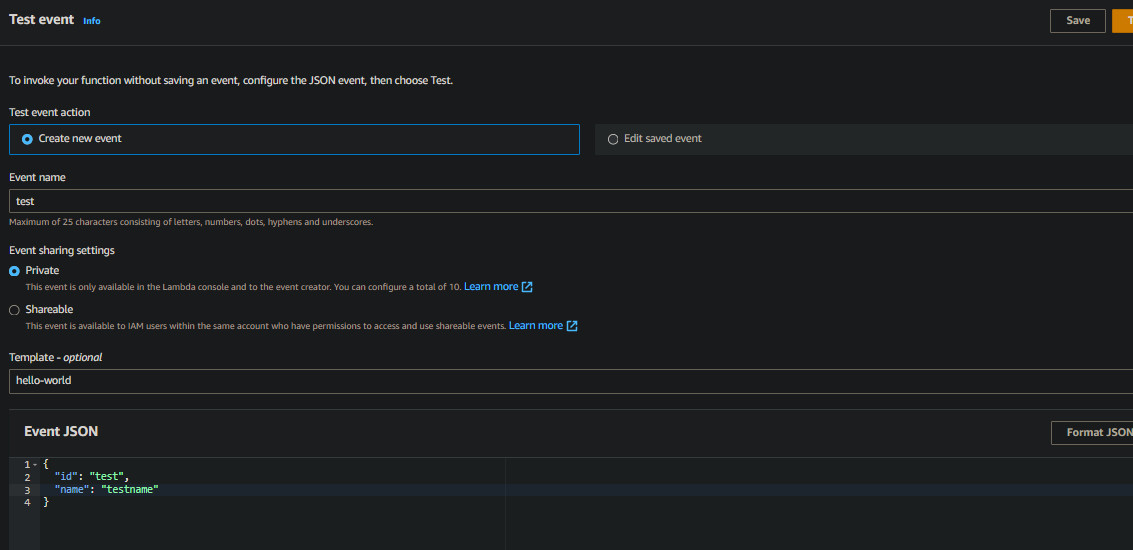 Test event Info Save T
To invoke your function without saving an event, configure the JSON event, then choose Test.
Test event action
Create new event Edit saved event
Event name
test
Maximum of 25 characters consisting of letters, numbers, dots, hyphens and underscores.
Event sharing settings
Private
This event is only available in the Lambda console and to the event creator. You can configure a total of 10. Learn more
Shareable
This event is available to IAM users within the same account who have permissions to access and use shareable events. Learn more
Template - optional
hello-world
Event JSON Format JSON
1 {
2 "id": "test",
3 "name": "testname"
4 }